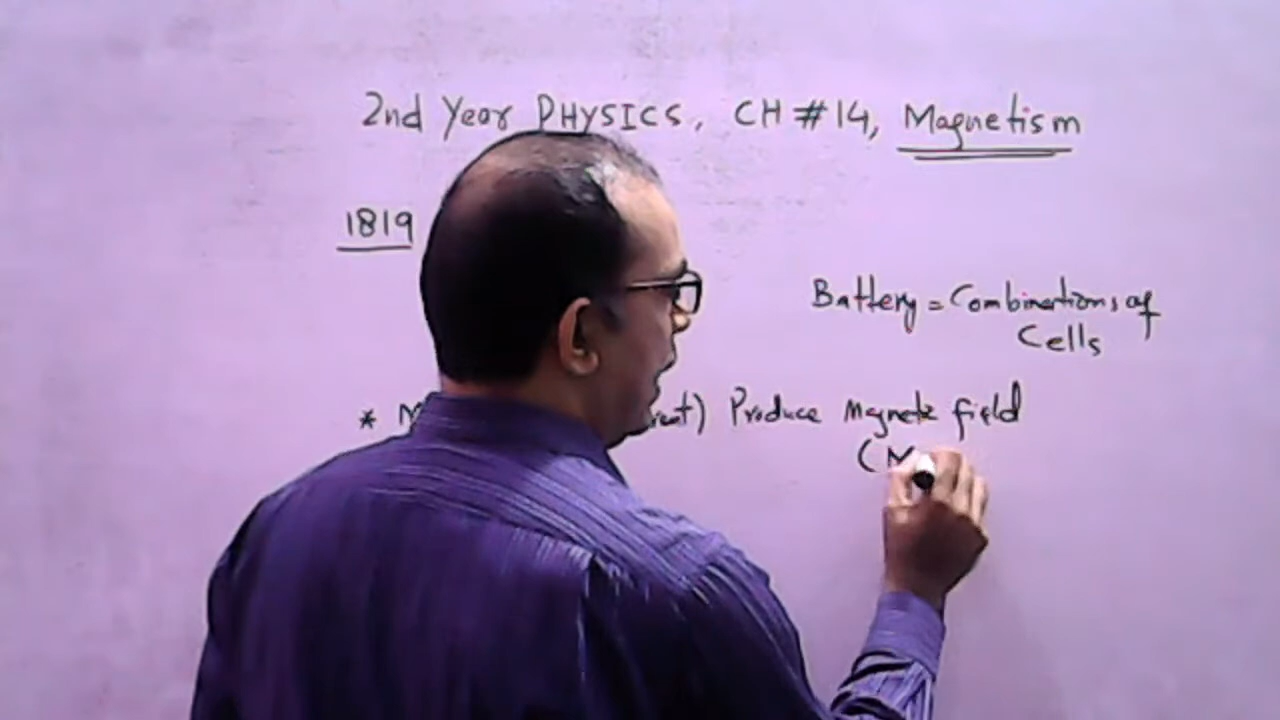 2nd Year PHYSICS, CH # 14, Magnetism
1819
Battery = Combinations of
Cells
* Produce Magnetic field
(